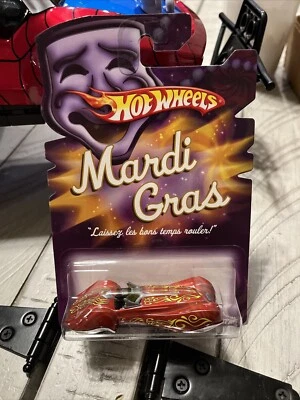 HOT WHEELS
Mardi
Gras
"Laissez les bons temps rouler!"